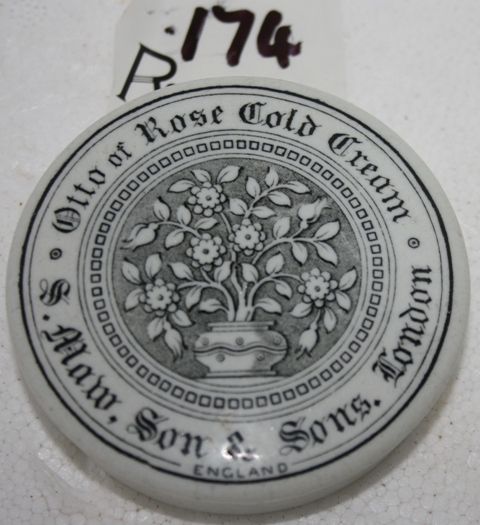 174
R
Otto of Rose Cold Cream
S. Maw, Son & Sons. London
ENGLAND